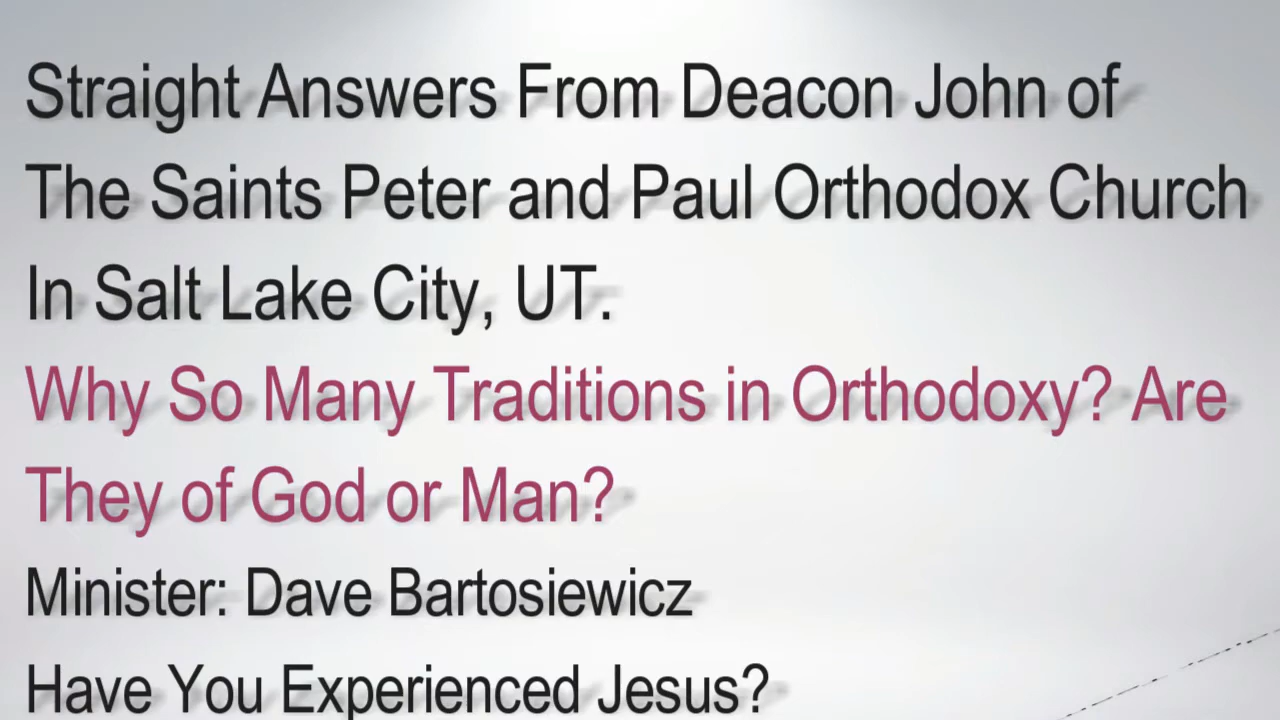 Straight Answers From Deacon John of
The Saints Peter and Paul Orthodox Church
In Salt Lake City, UT.
Why So Many Traditions in Orthodoxy? Are
They of God or Man?
Minister: Dave Bartosiewicz
Have You Experienced Jesus?